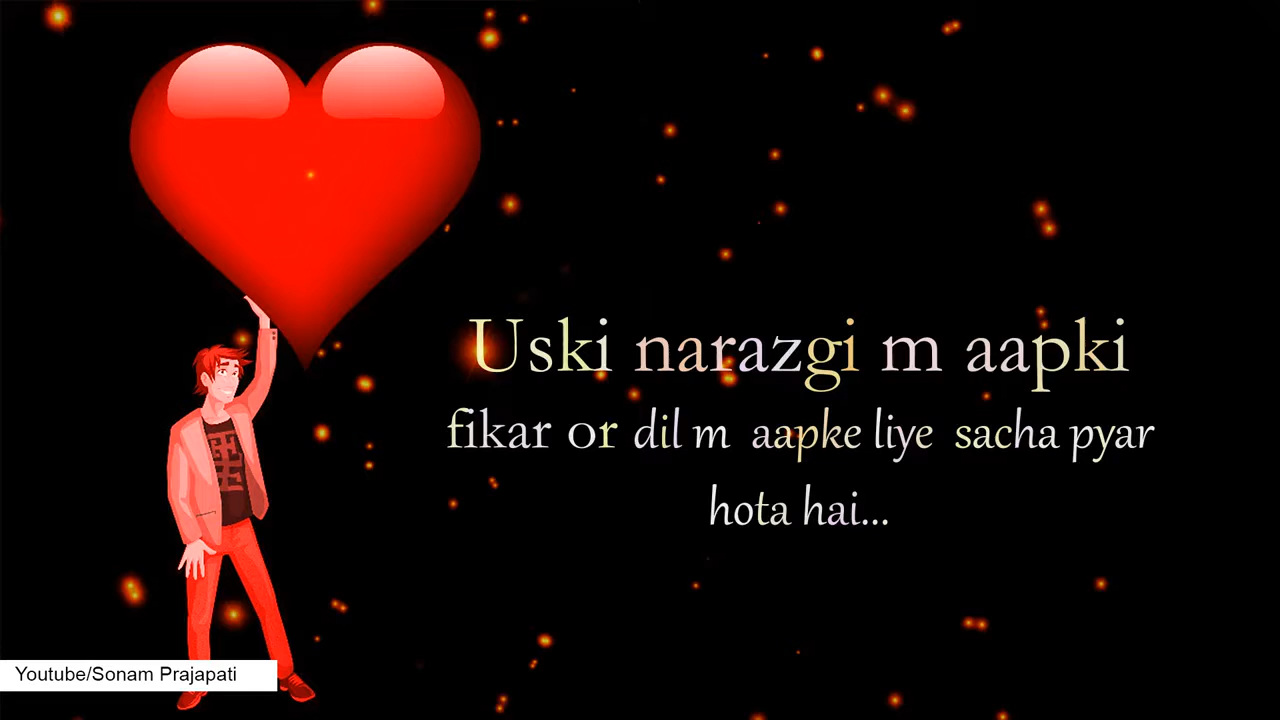 Uski narazgi m aapki
fikar or dil m aapke liye sacha pyar
hota hai...
Youtube/Sonam Prajapati